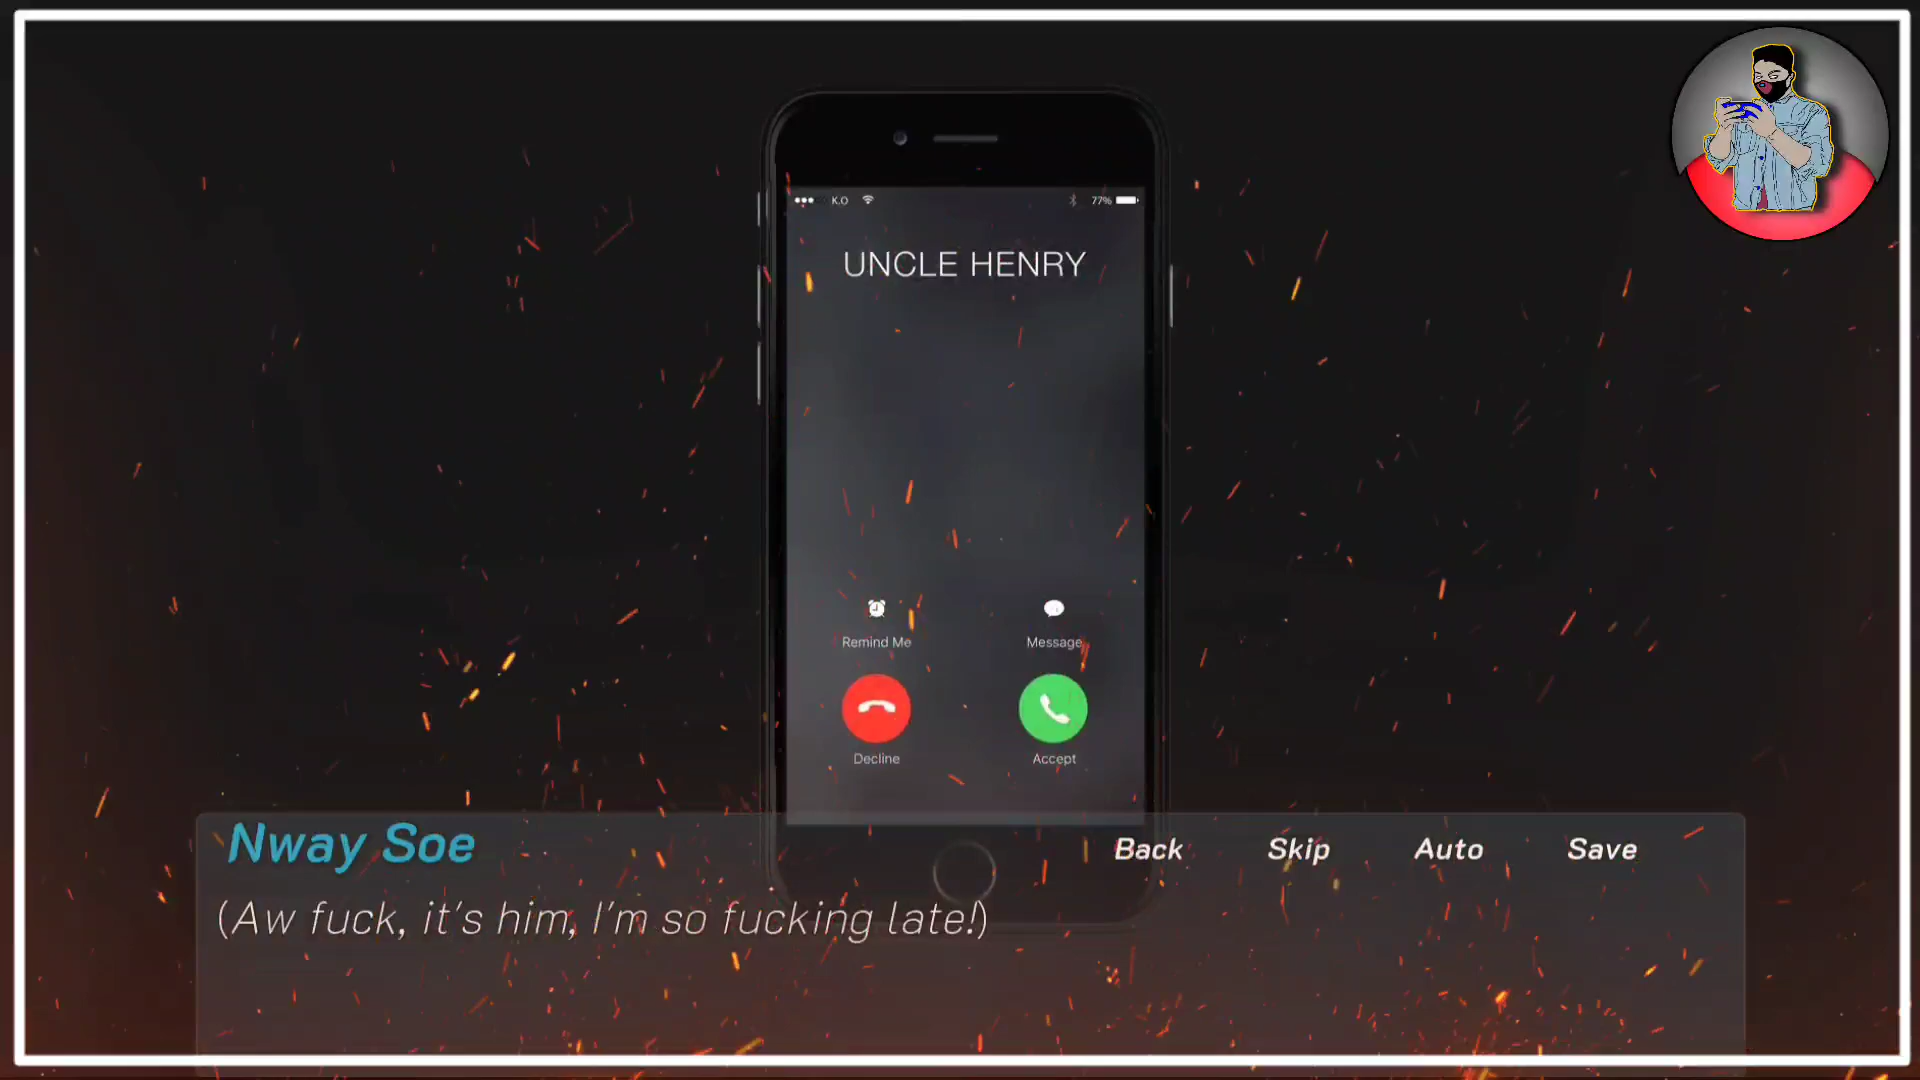 K.O
77%
UNCLE HENRY
Remind Me
Message
Decline
Accept
Nway Soe
Back
Skip
Auto
Save
(Aw fuck, it's him, I'm so fucking late!)